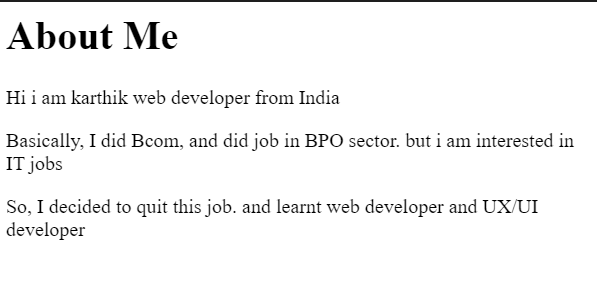 About Me
Hi i am karthik web developer from India
Basically, I did Bcom, and did job in BPO sector. but i am interested in
IT jobs
So, I decided to quit this job. and learnt web developer and UX/UI
developer